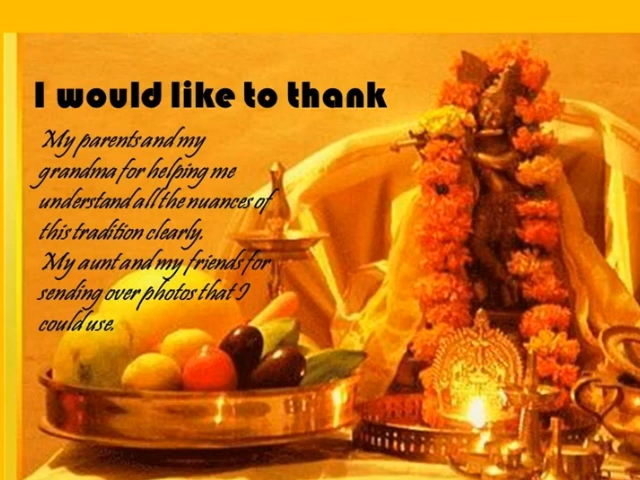 I would like to thank
My parents and my
grandma for helping me
understand all the nuances of
this tradition clearly.
My aunt and my friends for
sending over photos that I
could use.